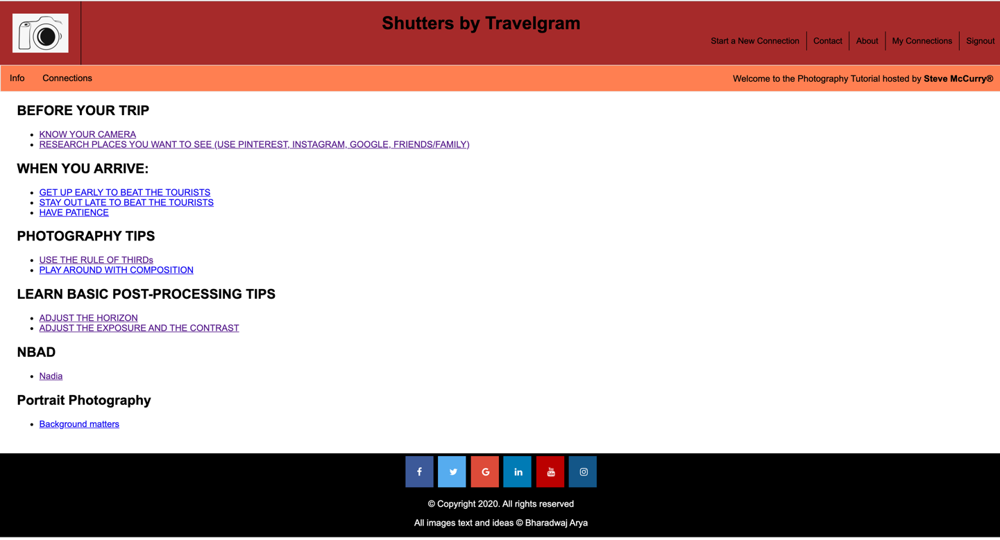 Shutters by Travelgram
Start a New Connection Contact About My Connections Signout
Info Connections Welcome to the Photography Tutorial hosted by Steve McCurry®
BEFORE YOUR TRIP
KNOW YOUR CAMERA
RESEARCH PLACES YOU WANT TO SEE (USE PINTEREST, INSTAGRAM, GOOGLE, FRIENDS/FAMILY)
WHEN YOU ARRIVE:
GET UP EARLY TO BEAT THE TOURISTS
STAY OUT LATE TO BEAT THE TOURISTS
HAVE PATIENCE
PHOTOGRAPHY TIPS
USE THE RULE OF THIRDs
PLAY AROUND WITH COMPOSITION
LEARN BASIC POST-PROCESSING TIPS
ADJUST THE HORIZON
ADJUST THE EXPOSURE AND THE CONTRAST
NBAD
Nadia
Portrait Photography
Background matters
f G in You Tube
© Copyright 2020. All rights reserved
All images text and ideas © Bharadwaj Arya